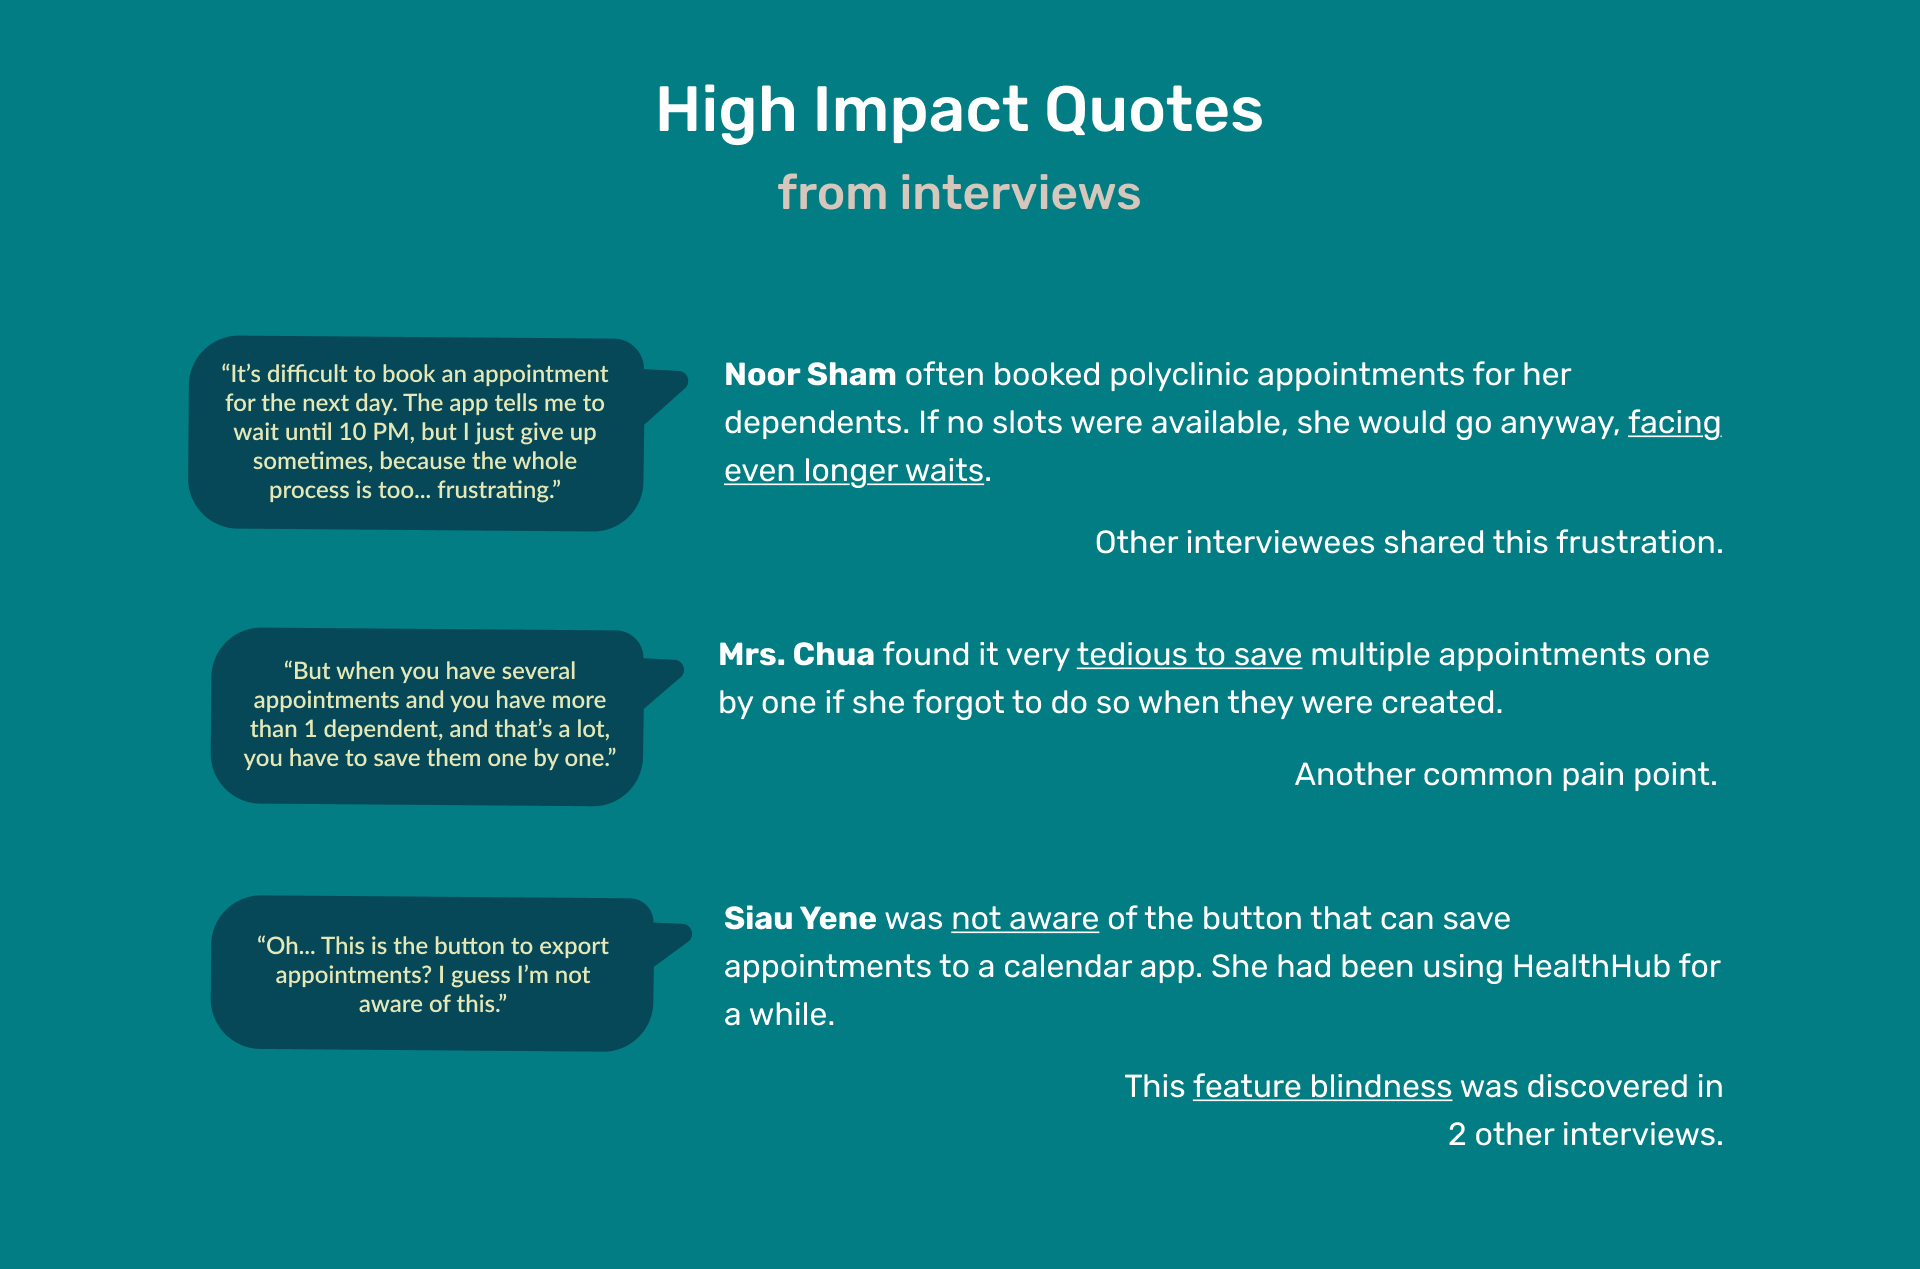 High Impact Quotes
from interviews
“It’s difficult to book an appointment
for the next day. The app tells me to
wait until 10 PM, but I just give up
sometimes, because the whole
process is too... frustrating.”
Noor Sham often booked polyclinic appointments for her
dependents. If no slots were available, she would go anyway, facing
even longer waits.
Other interviewees shared this frustration.
“But when you have several
appointments and you have more
than 1 dependent, and that’s a lot,
you have to save them one by one.”
Mrs. Chua found it very tedious to save multiple appointments one
by one if she forgot to do so when they were created.
Another common pain point.
“Oh... This is the button to export
appointments? I guess I’m not
aware of this.”
Siau Yene was not aware of the button that can save
appointments to a calendar app. She had been using HealthHub for
a while.
This feature blindness was discovered in
2 other interviews.